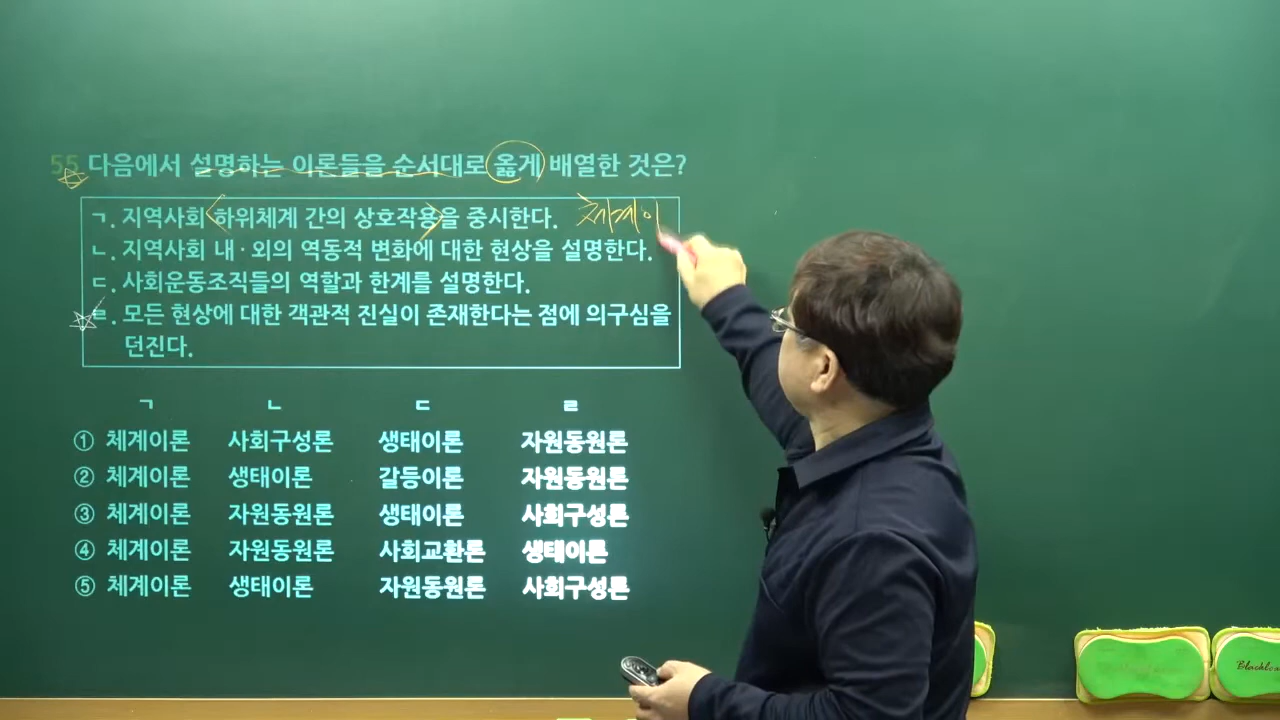 55 다음에서 설명하는 이론들을 순서대로 옳게 배열한 것은?
ㄱ. 지역사회 하위체계 간의 상호작용을 중시한다. 체계이
ㄴ. 지역사회 내·외의 역동적 변화에 대한 현상을 설명한다.
ㄷ. 사회운동조직들의 역할과 한계를 설명한다.
ㄹ. 모든 현상에 대한 객관적 진실이 존재한다는 점에 의구심을
던진다.
ㄱ ㄴ ㄷ ㄹ
① 체계이론 사회구성론 생태이론 자원동원론
② 체계이론 생태이론 갈등이론 자원동원론
③ 체계이론 자원동원론 생태이론 사회구성론
④ 체계이론 자원동원론 사회교환론 생태이론
⑤ 체계이론 생태이론 자원동원론 사회구성론